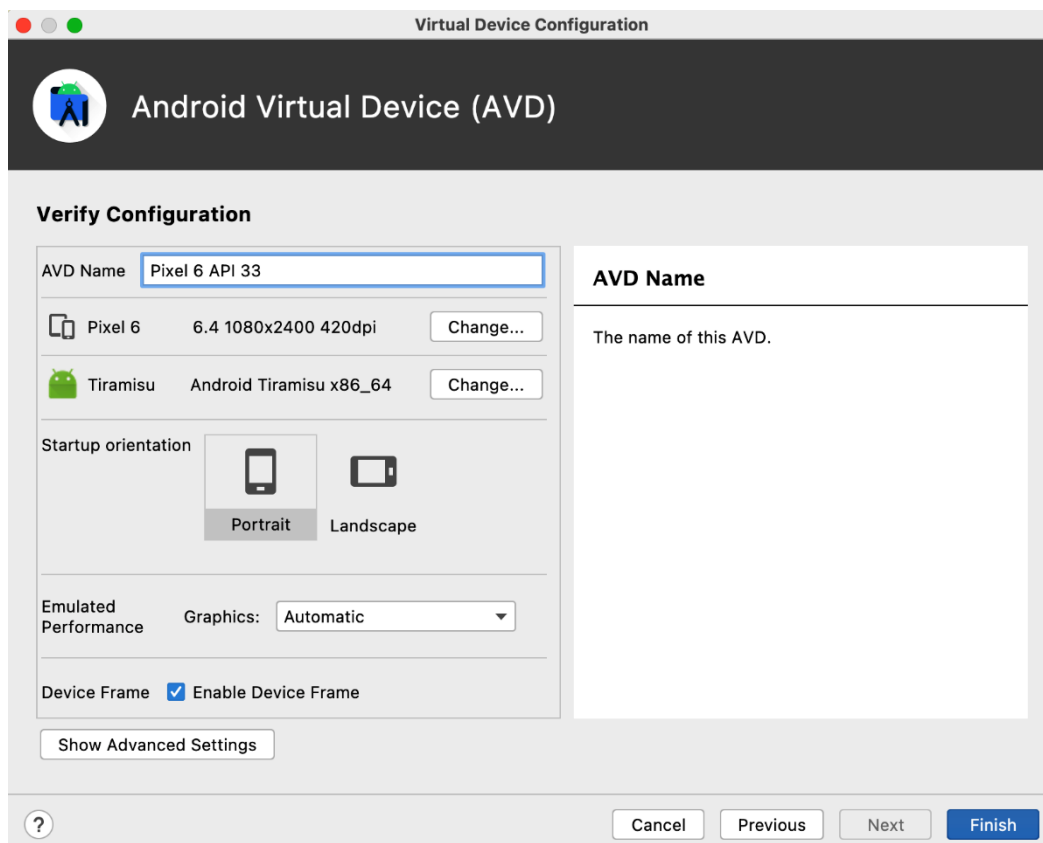 Virtual Device Configuration
Android Virtual Device (AVD)
Verify Configuration
AVD Name Pixel 6 API 33
Pixel 6 6.4 1080x2400 420dpi Change...
Tiramisu Android Tiramisu x86_64 Change...
Startup orientation
Portrait Landscape
Emulated
Performance Graphics: Automatic
Device Frame Enable Device Frame
Show Advanced Settings
AVD Name
The name of this AVD.
? Cancel Previous Next Finish